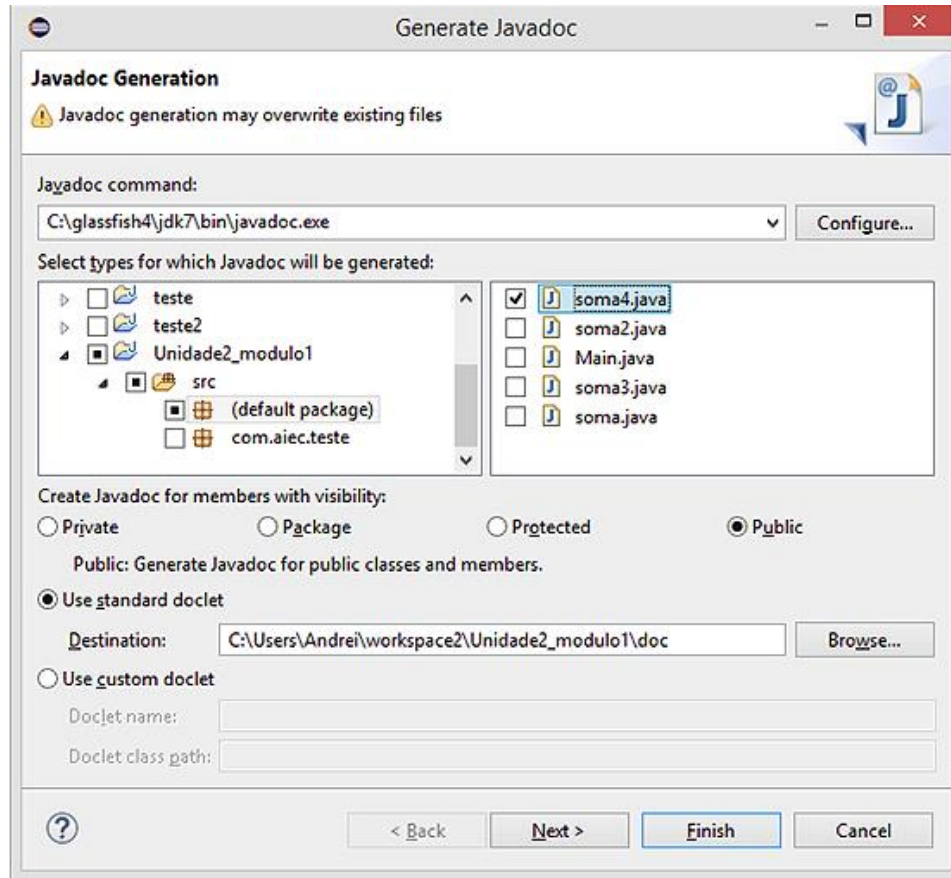 Generate Javadoc
Javadoc Generation
Javadoc generation may overwrite existing files
Javadoc command:
C:\glassfish4\jdk7\bin\javadoc.exe
Configure...
Select types for which Javadoc will be generated:
teste
teste2
Unidade2_modulo1
src
(default package)
com.aiec.teste
soma4.java
soma2.java
Main.java
soma3.java
soma.java
Create Javadoc for members with visibility:
Private Package Protected Public
Public: Generate Javadoc for public classes and members.
Use standard doclet
Destination: C:\Users\Andrei\workspace2\Unidade2_modulo1\doc Browse...
Use custom doclet
Doclet name:
Doclet class path:
< Back Next > Finish Cancel